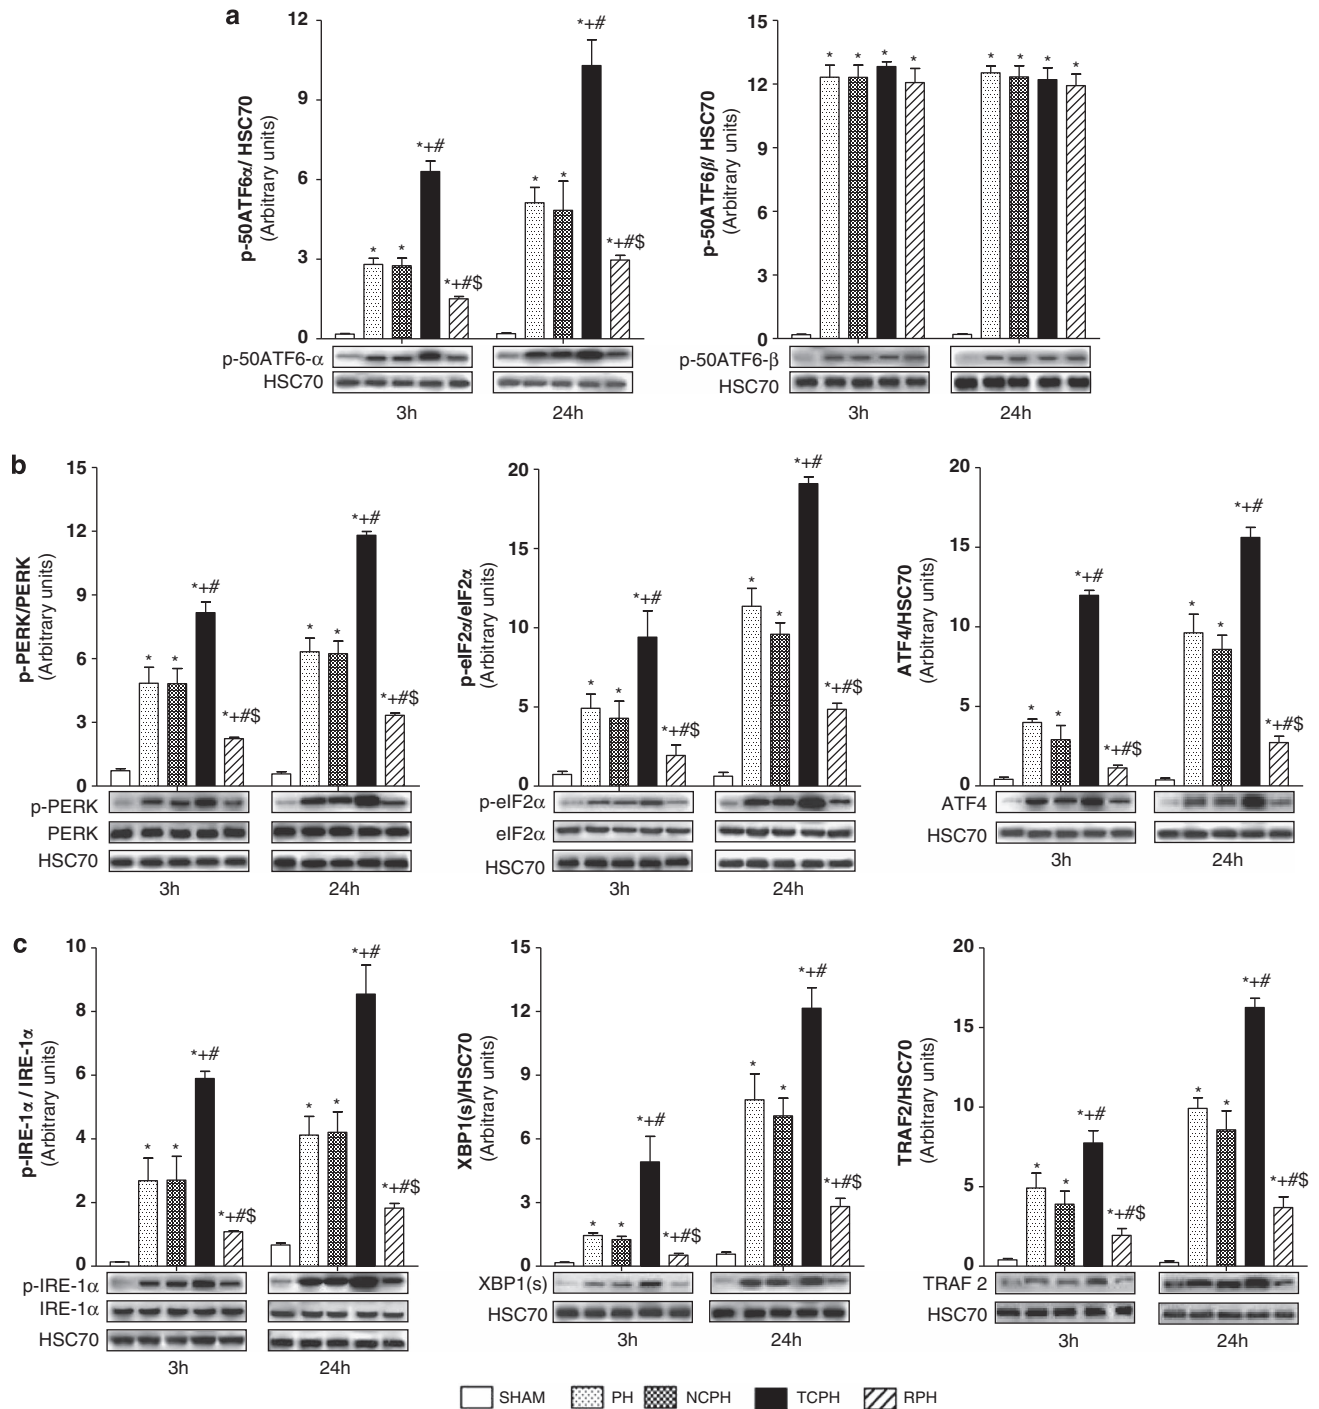 a
p-50ATF6α/ HSC70
(Arbitrary units)
12
9
6
3
0
*
*
*+#
*+#$
*
*
*+#
*+#$
p-50ATF6-α
HSC70
3h
24h
p-50ATF6β/ HSC70
(Arbitrary units)
15
12
9
6
3
0
*
*
*
*
*
*
*
*
p-50ATF6-β
HSC70
3h
24h
b
p-PERK/PERK
(Arbitrary units)
15
12
9
6
3
0
*
*
*+#
*+#$
*
*
*+#
*+#$
p-PERK
PERK
HSC70
3h
24h
p-eIF2α/eIF2α
(Arbitrary units)
20
15
10
5
0
*
*
*+#
*+#$
*
*
*+#
*+#$
p-eIF2α
eIF2α
HSC70
3h
24h
ATF4/HSC70
(Arbitrary units)
20
15
10
5
0
*
*
*+#
*+#$
*
*
*+#
*+#$
ATF4
HSC70
3h
24h
c
p-IRE-1α / IRE-1α
(Arbitrary units)
10
8
6
4
2
0
*
*
*+#
*+#$
*
*
*+#
*+#$
p-IRE-1α
IRE-1α
HSC70
3h
24h
XBP1(s)/HSC70
(Arbitrary units)
15
12
9
6
3
0
*
*
*+#
*+#$
*
*
*+#
*+#$
XBP1(s)
HSC70
3h
24h
TRAF2/HSC70
(Arbitrary units)
20
15
10
5
0
*
*
*+#
*+#$
*
*
*+#
*+#$
TRAF 2
HSC70
3h
24h
SHAM PH NCPH TCPH RPH